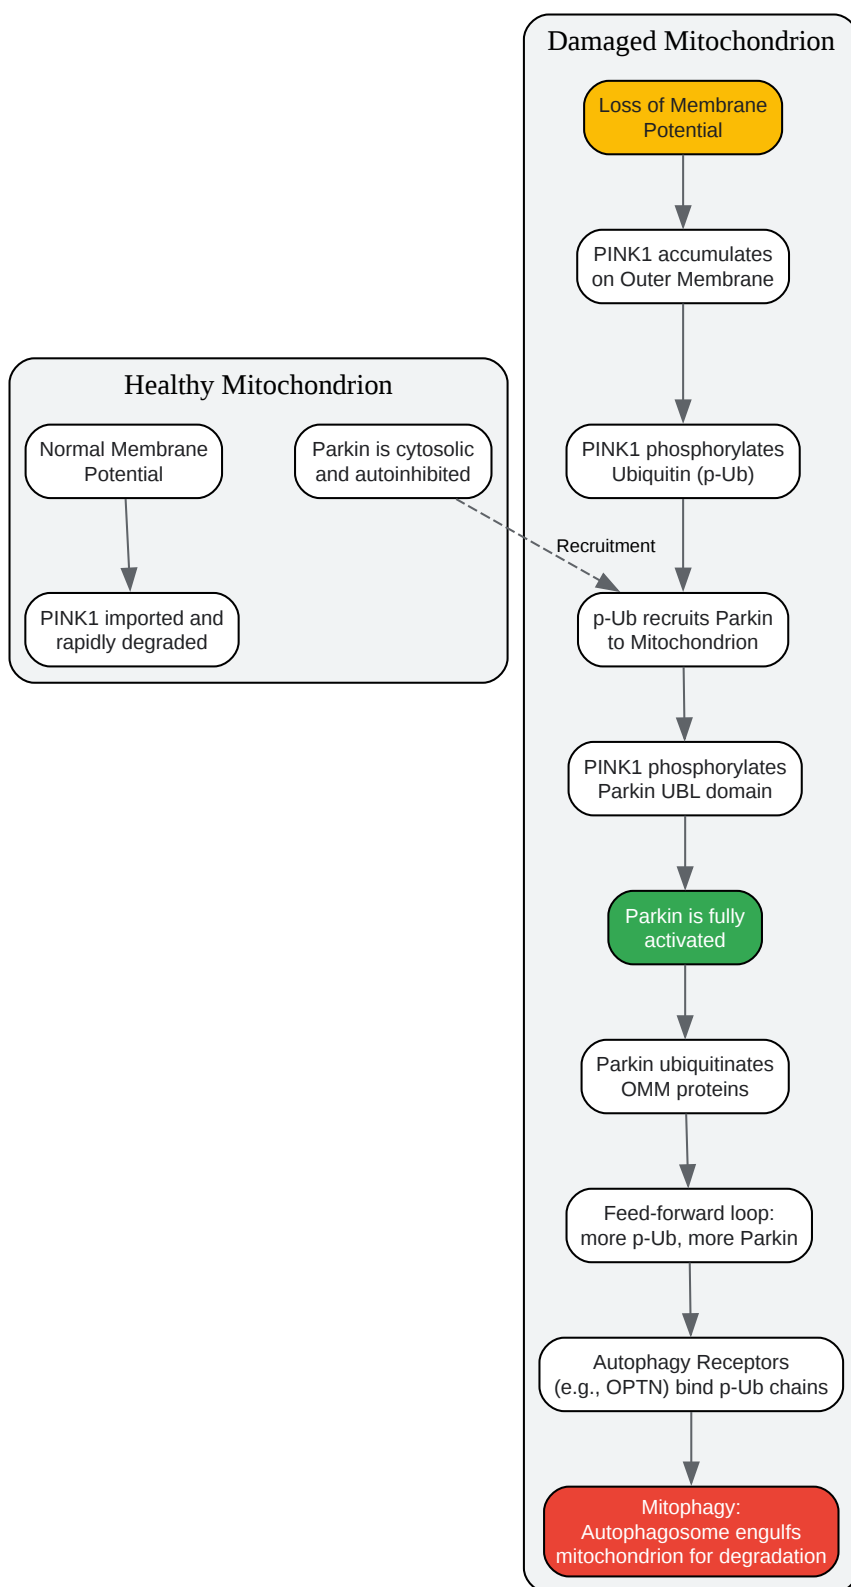 Damaged Mitochondrion
Loss of Membrane
Potential
PINK1 accumulates
on Outer Membrane
Healthy Mitochondrion
Normal Membrane
Potential
Parkin is cytosolic
and autoinhibited
PINK1 phosphorylates
Ubiquitin (p-Ub)
Recruitment
PINK1 imported and
rapidly degraded
p-Ub recruits Parkin
to Mitochondrion
PINK1 phosphorylates
Parkin UBL domain
Parkin is fully
activated
Parkin ubiquitinates
OMM proteins
Feed-forward loop:
more p-Ub, more Parkin
Autophagy Receptors
(e.g., OPTN) bind p-Ub chains
Mitophagy:
Autophagosome engulfs
mitochondrion for degradation